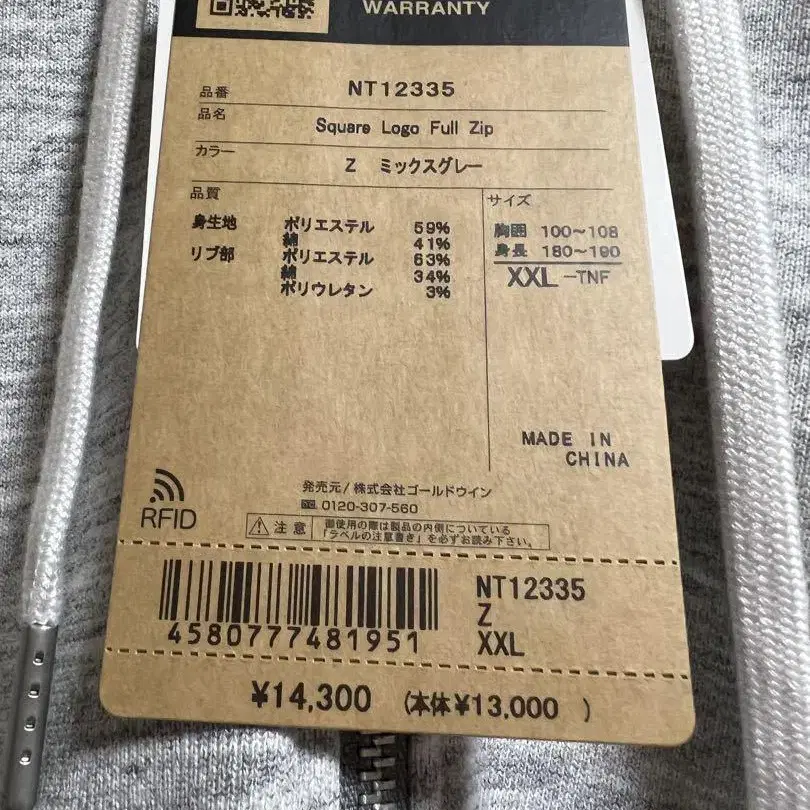 WARRANTY
品番 NT12335
品名 Square Logo Full Zip
カラー Z ミックスグレー
品質
身生地 ポリエステル 59%
綿 41%
リブ部 ポリエステル 63%
綿 34%
ポリウレタン 3%
サイズ
胸囲 100～108
身長 180～190
XXL -TNF
MADE IN
CHINA
RFID
発売元/株式会社ゴールドウイン
0120-307-560
注意 御使用の際は製品の内側についている
「ラベルの注意書き」を必ずお読み下さい。
4580777481951
NT12335
Z
XXL
¥14,300 (本体¥13,000 )